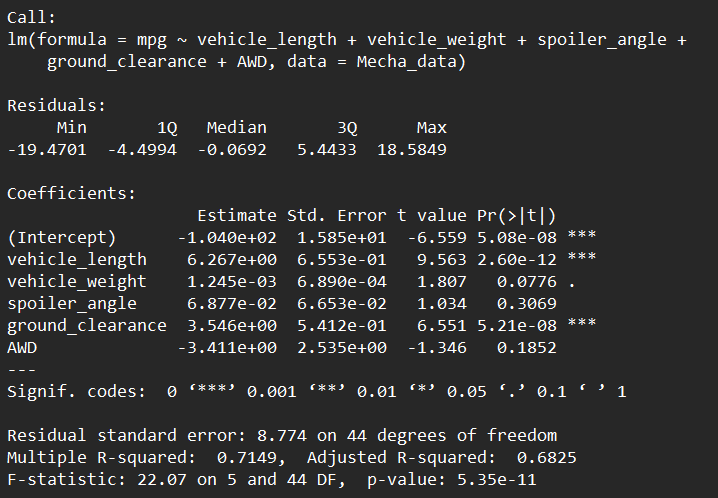 Call:
lm(formula = mpg ~ vehicle_length + vehicle_weight + spoiler_angle +
    ground_clearance + AWD, data = Mecha_data)

Residuals:
     Min       1Q   Median       3Q      Max
-19.4701  -4.4994  -0.0692   5.4433  18.5849

Coefficients:
                   Estimate Std. Error t value Pr(>|t|)
(Intercept)      -1.040e+02  1.585e+01  -6.559 5.08e-08 ***
vehicle_length    6.267e+00  6.553e-01   9.563 2.60e-12 ***
vehicle_weight    1.245e-03  6.890e-04   1.807   0.0776 .
spoiler_angle     6.877e-02  6.653e-02   1.034   0.3069
ground_clearance  3.546e+00  5.412e-01   6.551 5.21e-08 ***
AWD              -3.411e+00  2.535e+00  -1.346   0.1852
---
Signif. codes:  0 ‘***’ 0.001 ‘**’ 0.01 ‘*’ 0.05 ‘.’ 0.1 ‘ ’ 1

Residual standard error: 8.774 on 44 degrees of freedom
Multiple R-squared:  0.7149,  Adjusted R-squared:  0.6825
F-statistic: 22.07 on 5 and 44 DF,  p-value: 5.35e-11